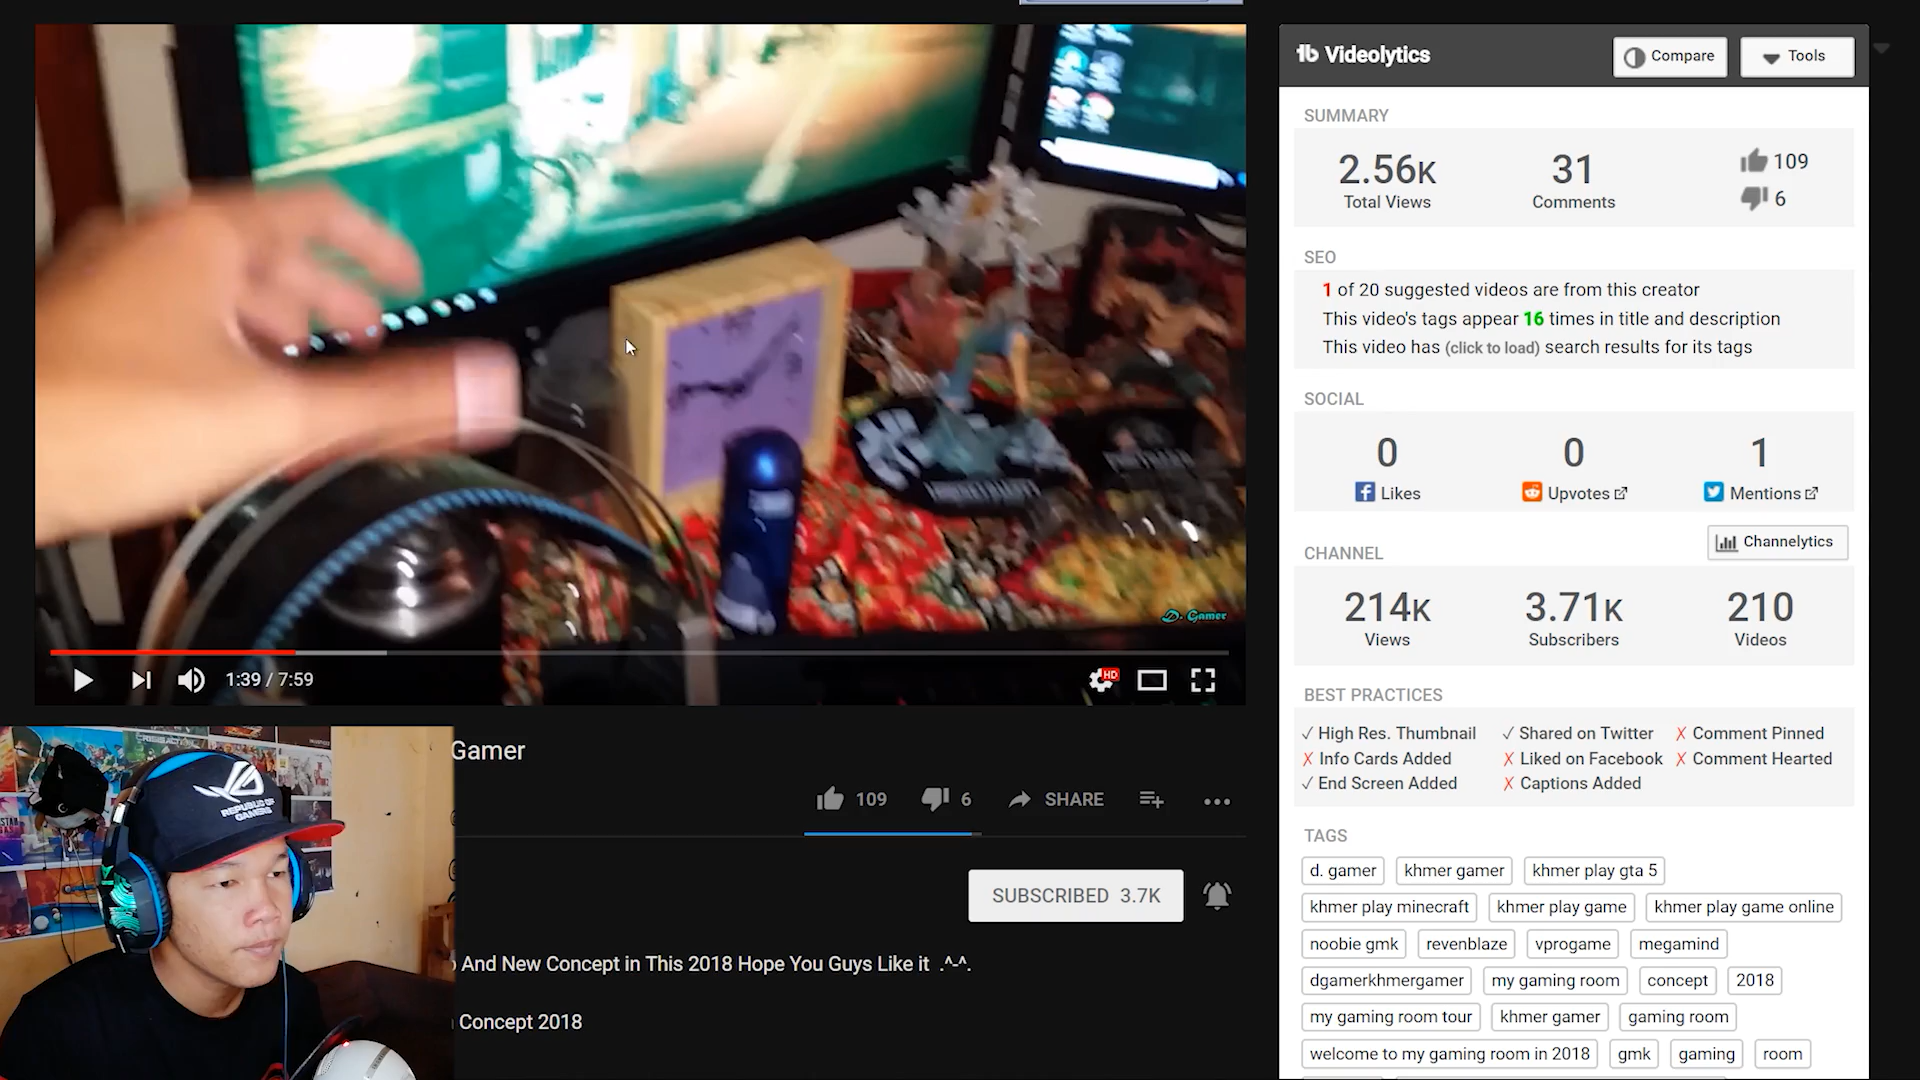 Videolytics
Compare
Tools
SUMMARY
2.56K
Total Views
31
Comments
109
6
SEO
1 of 20 suggested videos are from this creator
This video's tags appear 16 times in title and description
This video has (click to load) search results for its tags
SOCIAL
0
Likes
0
Upvotes
1
Mentions
CHANNEL
Channelytics
214K
Views
3.71K
Subscribers
210
Videos
BEST PRACTICES
✓ High Res. Thumbnail ✓ Shared on Twitter ✗ Comment Pinned
✗ Info Cards Added ✗ Liked on Facebook ✗ Comment Hearted
✓ End Screen Added ✗ Captions Added
TAGS
d. gamer khmer gamer khmer play gta 5
khmer play minecraft khmer play game khmer play game online
noobie gmk revenblaze vprogame megamind
dgamerkhmergamer my gaming room concept 2018
my gaming room tour khmer gamer gaming room
welcome to my gaming room in 2018 gmk gaming room
D. Gamer
1:39 / 7:59
HD
Gamer
109 6 SHARE
SUBSCRIBED 3.7K
And New Concept in This 2018 Hope You Guys Like it .^-^.
Concept 2018
REPUBLIC OF
GAMERS